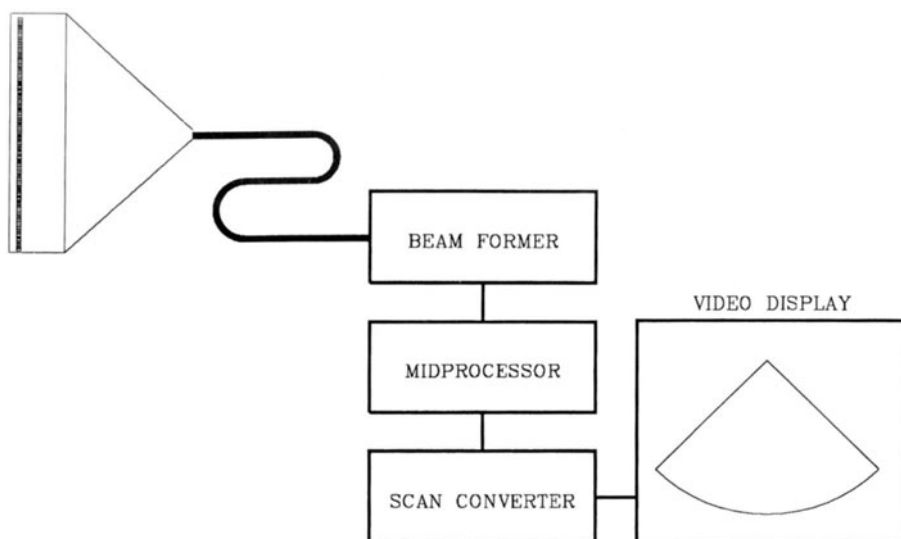 BEAM FORMER
MIDPROCESSOR
SCAN CONVERTER
VIDEO DISPLAY